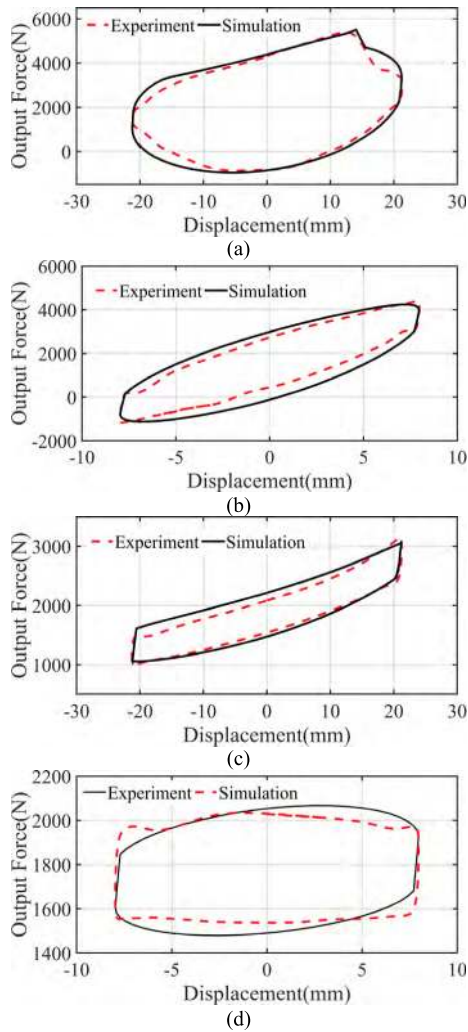 6000
Experiment Simulation
4000
2000
0
Output Force(N)
-30 -20 -10 0 10 20 30
Displacement(mm)
(a)
6000
Experiment Simulation
4000
2000
0
-2000
Output Force(N)
-10 -5 0 5 10
Displacement(mm)
(b)
Experiment Simulation
3000
2000
1000
Output Force(N)
-30 -20 -10 0 10 20 30
Displacement(mm)
(c)
2200
Experiment Simulation
2000
1800
1600
1400
Output Force(N)
-10 -5 0 5 10
Displacement(mm)
(d)